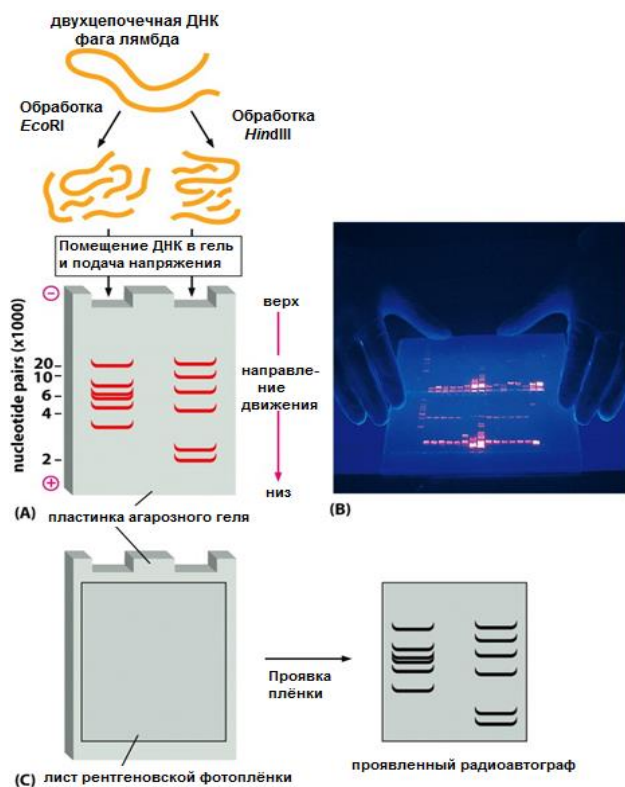 двухцепочечная ДНК
фага лямбда
Обработка
EcoRI
Обработка
HindIII
Помещение ДНК в гель
и подача напряжения
nucleotide pairs (x1000)
20
10
6
4
2
верх
направле-
ние
движения
низ
(A)
пластинка агарозного геля
(B)
Проявка
плёнки
(C) лист рентгеновской фотоплёнки
проявленный радиоавтограф